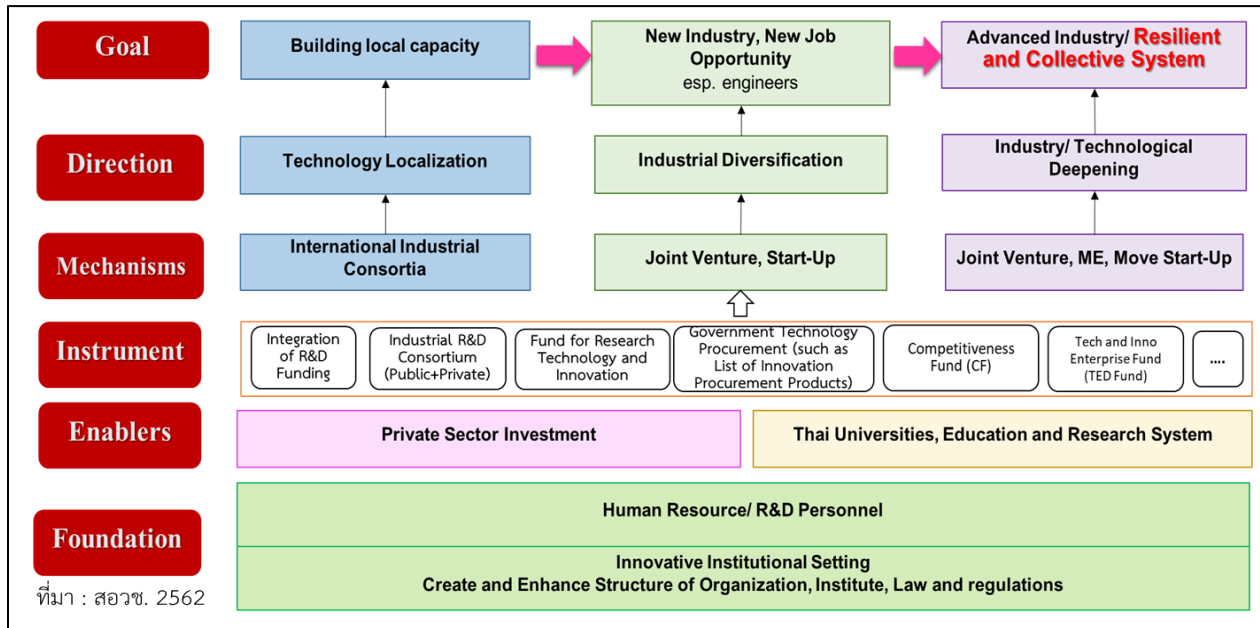 Goal
Building local capacity
New Industry, New Job
Opportunity
esp. engineers
Advanced Industry/ Resilient
and Collective System
Direction
Technology Localization
Industrial Diversification
Industry/ Technological
Deepening
Mechanisms
International Industrial
Consortia
Joint Venture, Start-Up
Joint Venture, ME, Move Start-Up
Instrument
Integration
of R&D
Funding
Industrial R&D
Consortium
(Public+Private)
Fund for Research
Technology and
Innovation
Government Technology
Procurement (such as
List of Innovation
Procurement Products)
Competitiveness
Fund (CF)
Tech and Inno
Enterprise Fund
(TED Fund)
....
Enablers
Private Sector Investment
Thai Universities, Education and Research System
Foundation
Human Resource/ R&D Personnel
Innovative Institutional Setting
Create and Enhance Structure of Organization, Institute, Law and regulations
ที่มา : สอวช. 2562